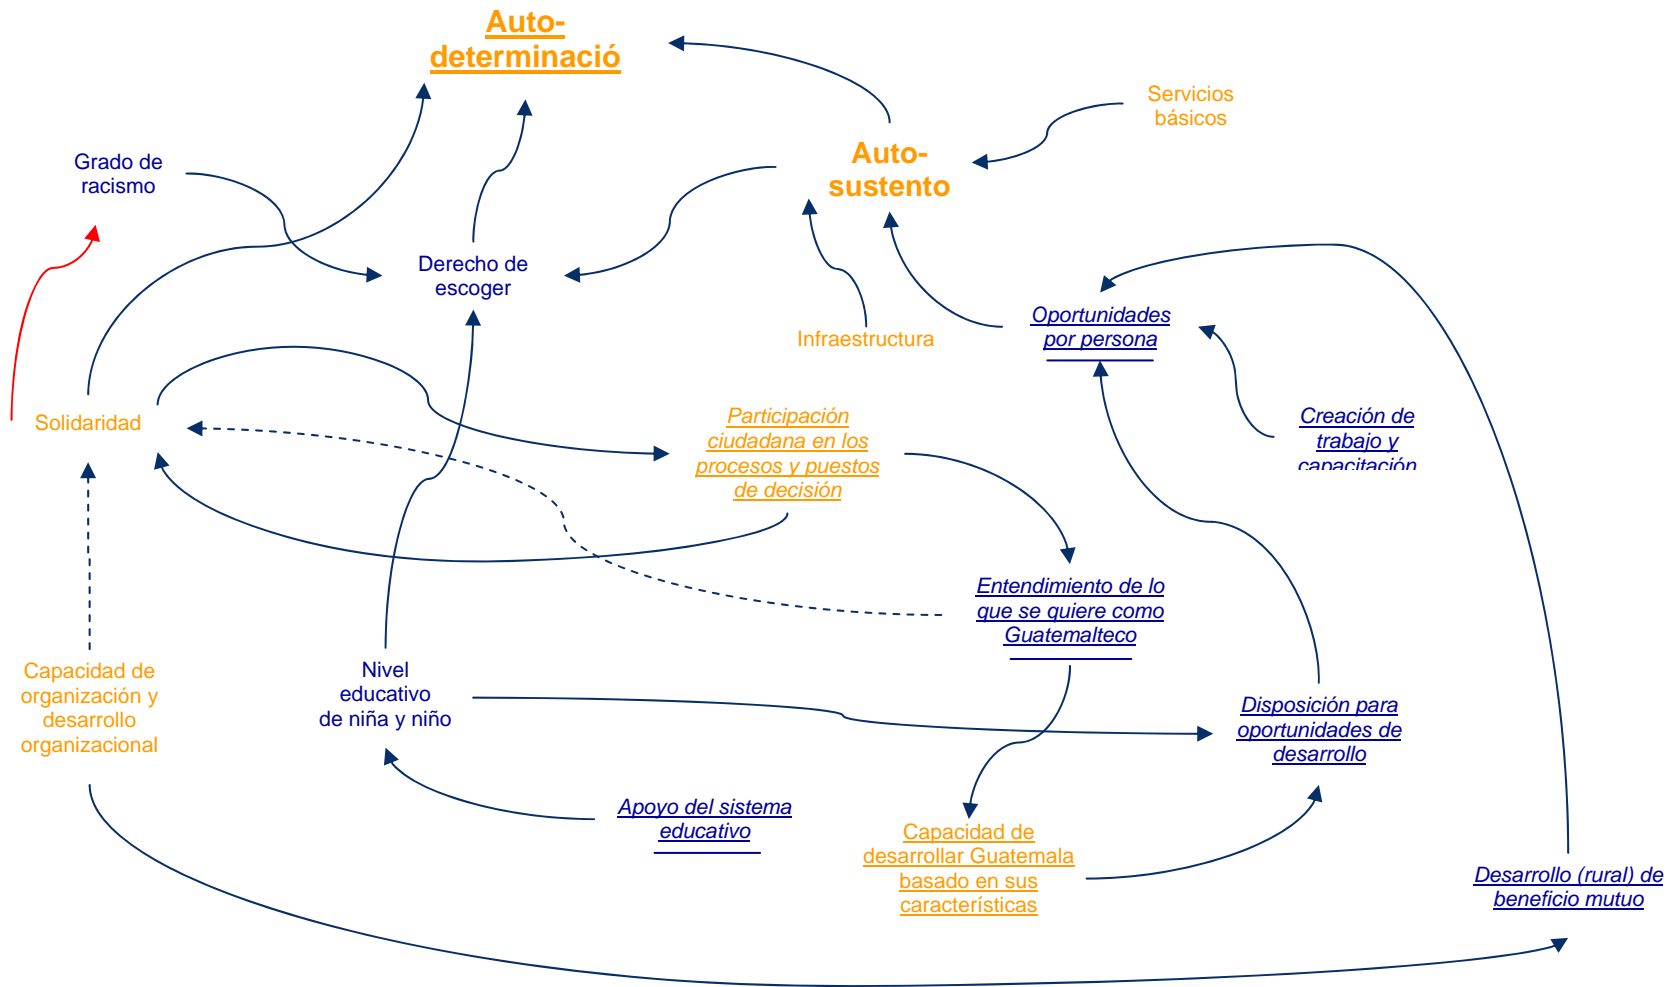 Auto-
determinació
Servicios
básicos
Auto-
sustento
Grado de
racismo
Derecho de
escoger
Oportunidades
por persona
Infraestructura
Solidaridad
Participación
ciudadana en los
procesos y puestos
de decisión
Creación de
trabajo y
capacitación
Entendimiento de lo
que se quiere como
Guatemalteco
Capacidad de
organización y
desarrollo
organizacional
Nivel
educativo
de niña y niño
Disposición para
oportunidades de
desarrollo
Apoyo del sistema
educativo
Capacidad de
desarrollar Guatemala
basado en sus
características
Desarrollo (rural) de
beneficio mutuo